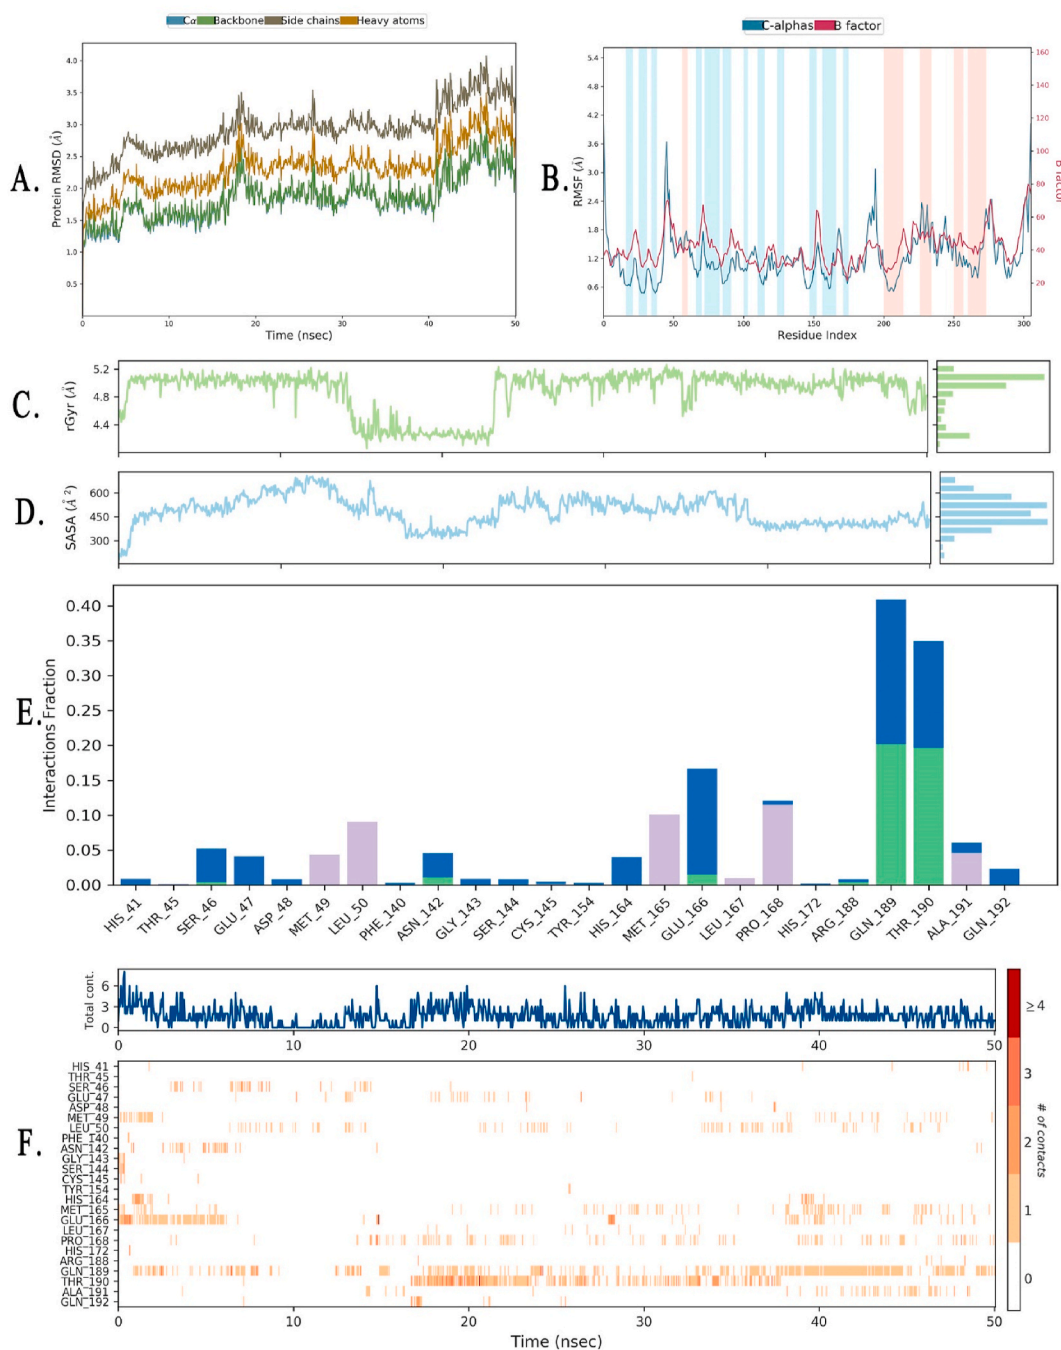 Cα Backbone Side chains Heavy atoms
C-alphas B factor
A.
Protein RMSD (Å)
4.0
3.5
3.0
2.5
2.0
1.5
1.0
0.5
0 10 20 30 40 50
Time (nsec)
B.
RMSF (Å)
5.4
4.8
4.2
3.6
3.0
2.4
1.8
1.2
0.6
160
140
120
100
80
60
40
20
B factor
0 50 100 150 200 250 300
Residue Index
C.
rGyr (Å)
5.2
4.8
4.4
D.
SASA (Å²)
600
450
300
E.
Interactions Fraction
0.40
0.35
0.30
0.25
0.20
0.15
0.10
0.05
0.00
HIS_41
THR_45
SER_46
GLU_47
ASP_48
MET_49
LEU_50
PHE_140
ASN_142
GLY_143
SER_144
CYS_145
TYR_154
HIS_164
MET_165
GLU_166
LEU_167
PRO_168
HIS_172
ARG_188
GLN_189
THR_190
ALA_191
GLN_192
F.
Total cont.
6
3
0
0 10 20 30 40 50
HIS_41
THR_45
SER_46
GLU_47
ASP_48
MET_49
LEU_50
PHE_140
ASN_142
GLY_143
SER_144
CYS_145
TYR_154
HIS_164
MET_165
GLU_166
LEU_167
PRO_168
HIS_172
ARG_188
GLN_189
THR_190
ALA_191
GLN_192
0 10 20 30 40 50
Time (nsec)
≥4
3
2
1
0
# of contacts